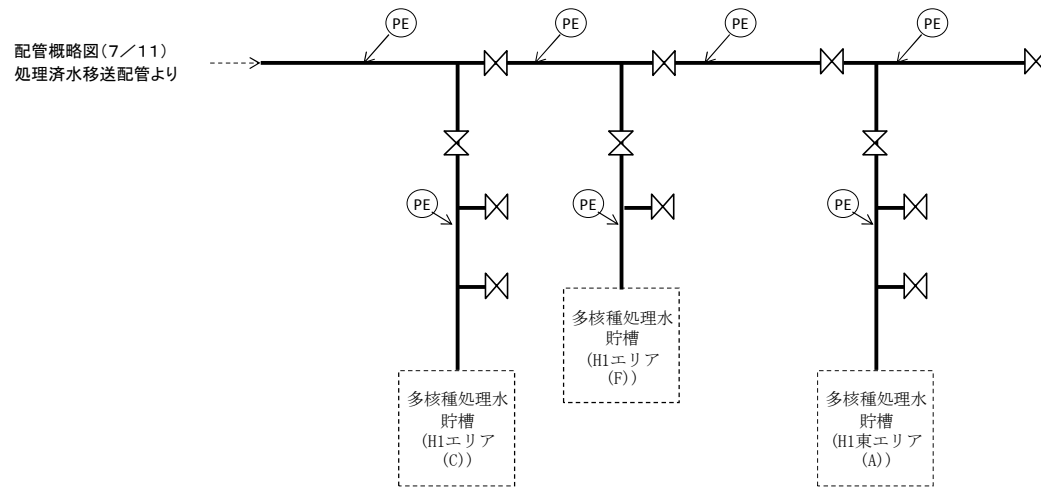 PE
PE
PE
PE
配管概略図(7／11)
処理済水移送配管より
PE
PE
PE
多核種処理水
貯槽
(H1エリア
(F))
多核種処理水
貯槽
(H1エリア
(C))
多核種処理水
貯槽
(H1東エリア
(A))